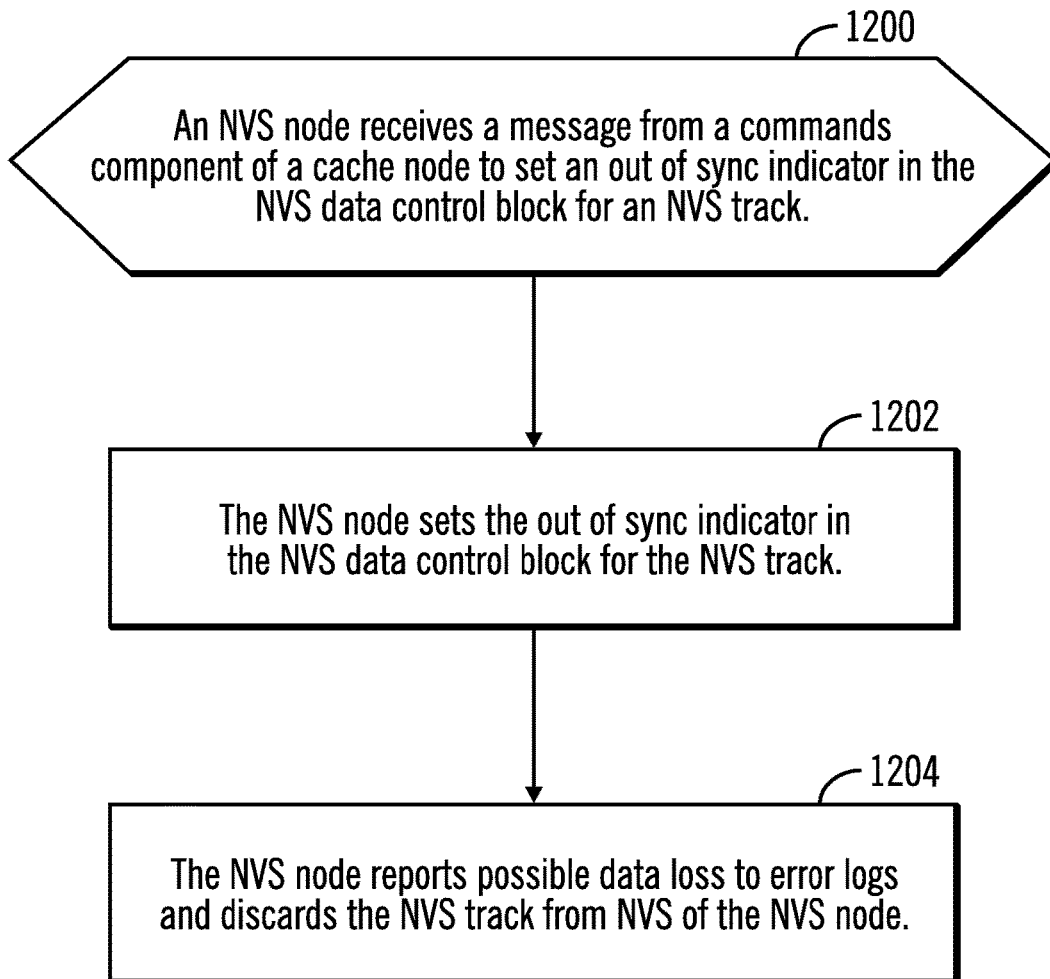 1200
An NVS node receives a message from a commands
component of a cache node to set an out of sync indicator in the
NVS data control block for an NVS track.
1202
The NVS node sets the out of sync indicator in
the NVS data control block for the NVS track.
1204
The NVS node reports possible data loss to error logs
and discards the NVS track from NVS of the NVS node.